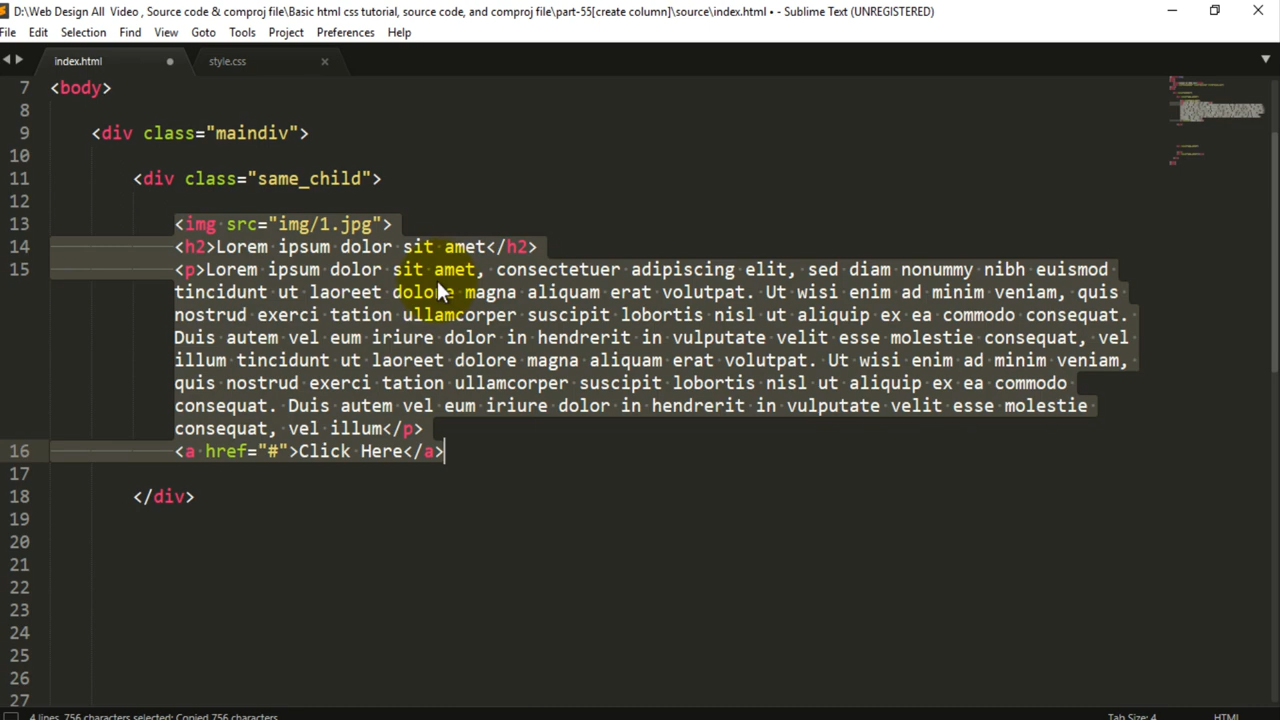 D:\Web Design All  Video , Source code & comproj file\Basic html css tutorial, source code, and comproj file\part-55[create column]\source\index.html • - Sublime Text (UNREGISTERED)
File Edit Selection Find View Goto Tools Project Preferences Help
index.html style.css
7 <body>
8
9 <div class="maindiv">
10
11 <div class="same_child">
12
13 <img src="img/1.jpg">
14 <h2>Lorem ipsum dolor sit amet</h2>
15 <p>Lorem ipsum dolor sit amet, consectetuer adipiscing elit, sed diam nonummy nibh euismod
tincidunt ut laoreet dolore magna aliquam erat volutpat. Ut wisi enim ad minim veniam, quis
nostrud exerci tation ullamcorper suscipit lobortis nisl ut aliquip ex ea commodo consequat.
Duis autem vel eum iriure dolor in hendrerit in vulputate velit esse molestie consequat, vel
illum tincidunt ut laoreet dolore magna aliquam erat volutpat. Ut wisi enim ad minim veniam,
quis nostrud exerci tation ullamcorper suscipit lobortis nisl ut aliquip ex ea commodo
consequat. Duis autem vel eum iriure dolor in hendrerit in vulputate velit esse molestie
consequat, vel illum</p>
16 <a href="#">Click Here</a>
17
18 </div>
19
20
21
22
23
24
25
26
27
4 lines, 756 characters selected; Copied 756 characters Tab Size: 4 HTML